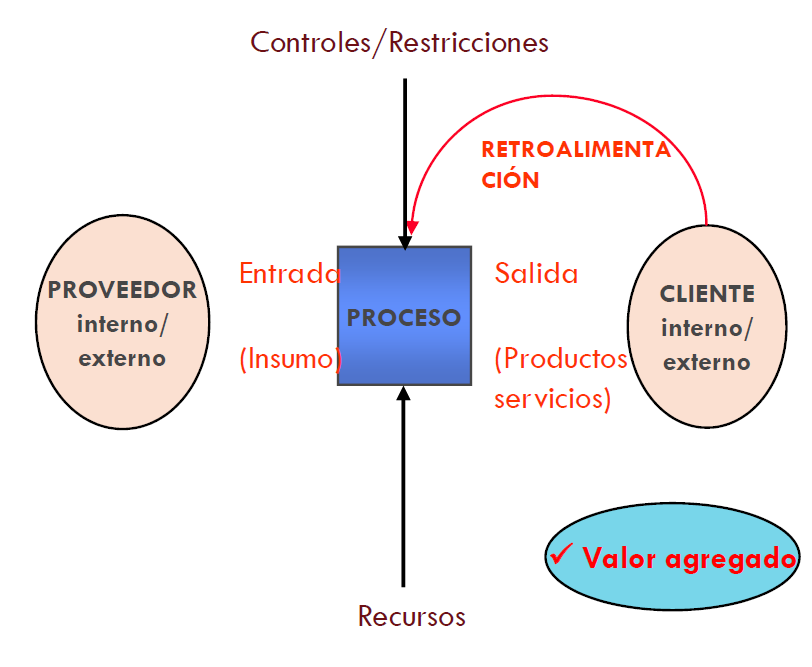 Controles/Restricciones
RETROALIMENTA
CIÓN
PROVEEDOR
interno/
externo
Entrada
(Insumo)
PROCESO
Salida
(Productos
servicios)
CLIENTE
interno/
externo
✓ Valor agregado
Recursos